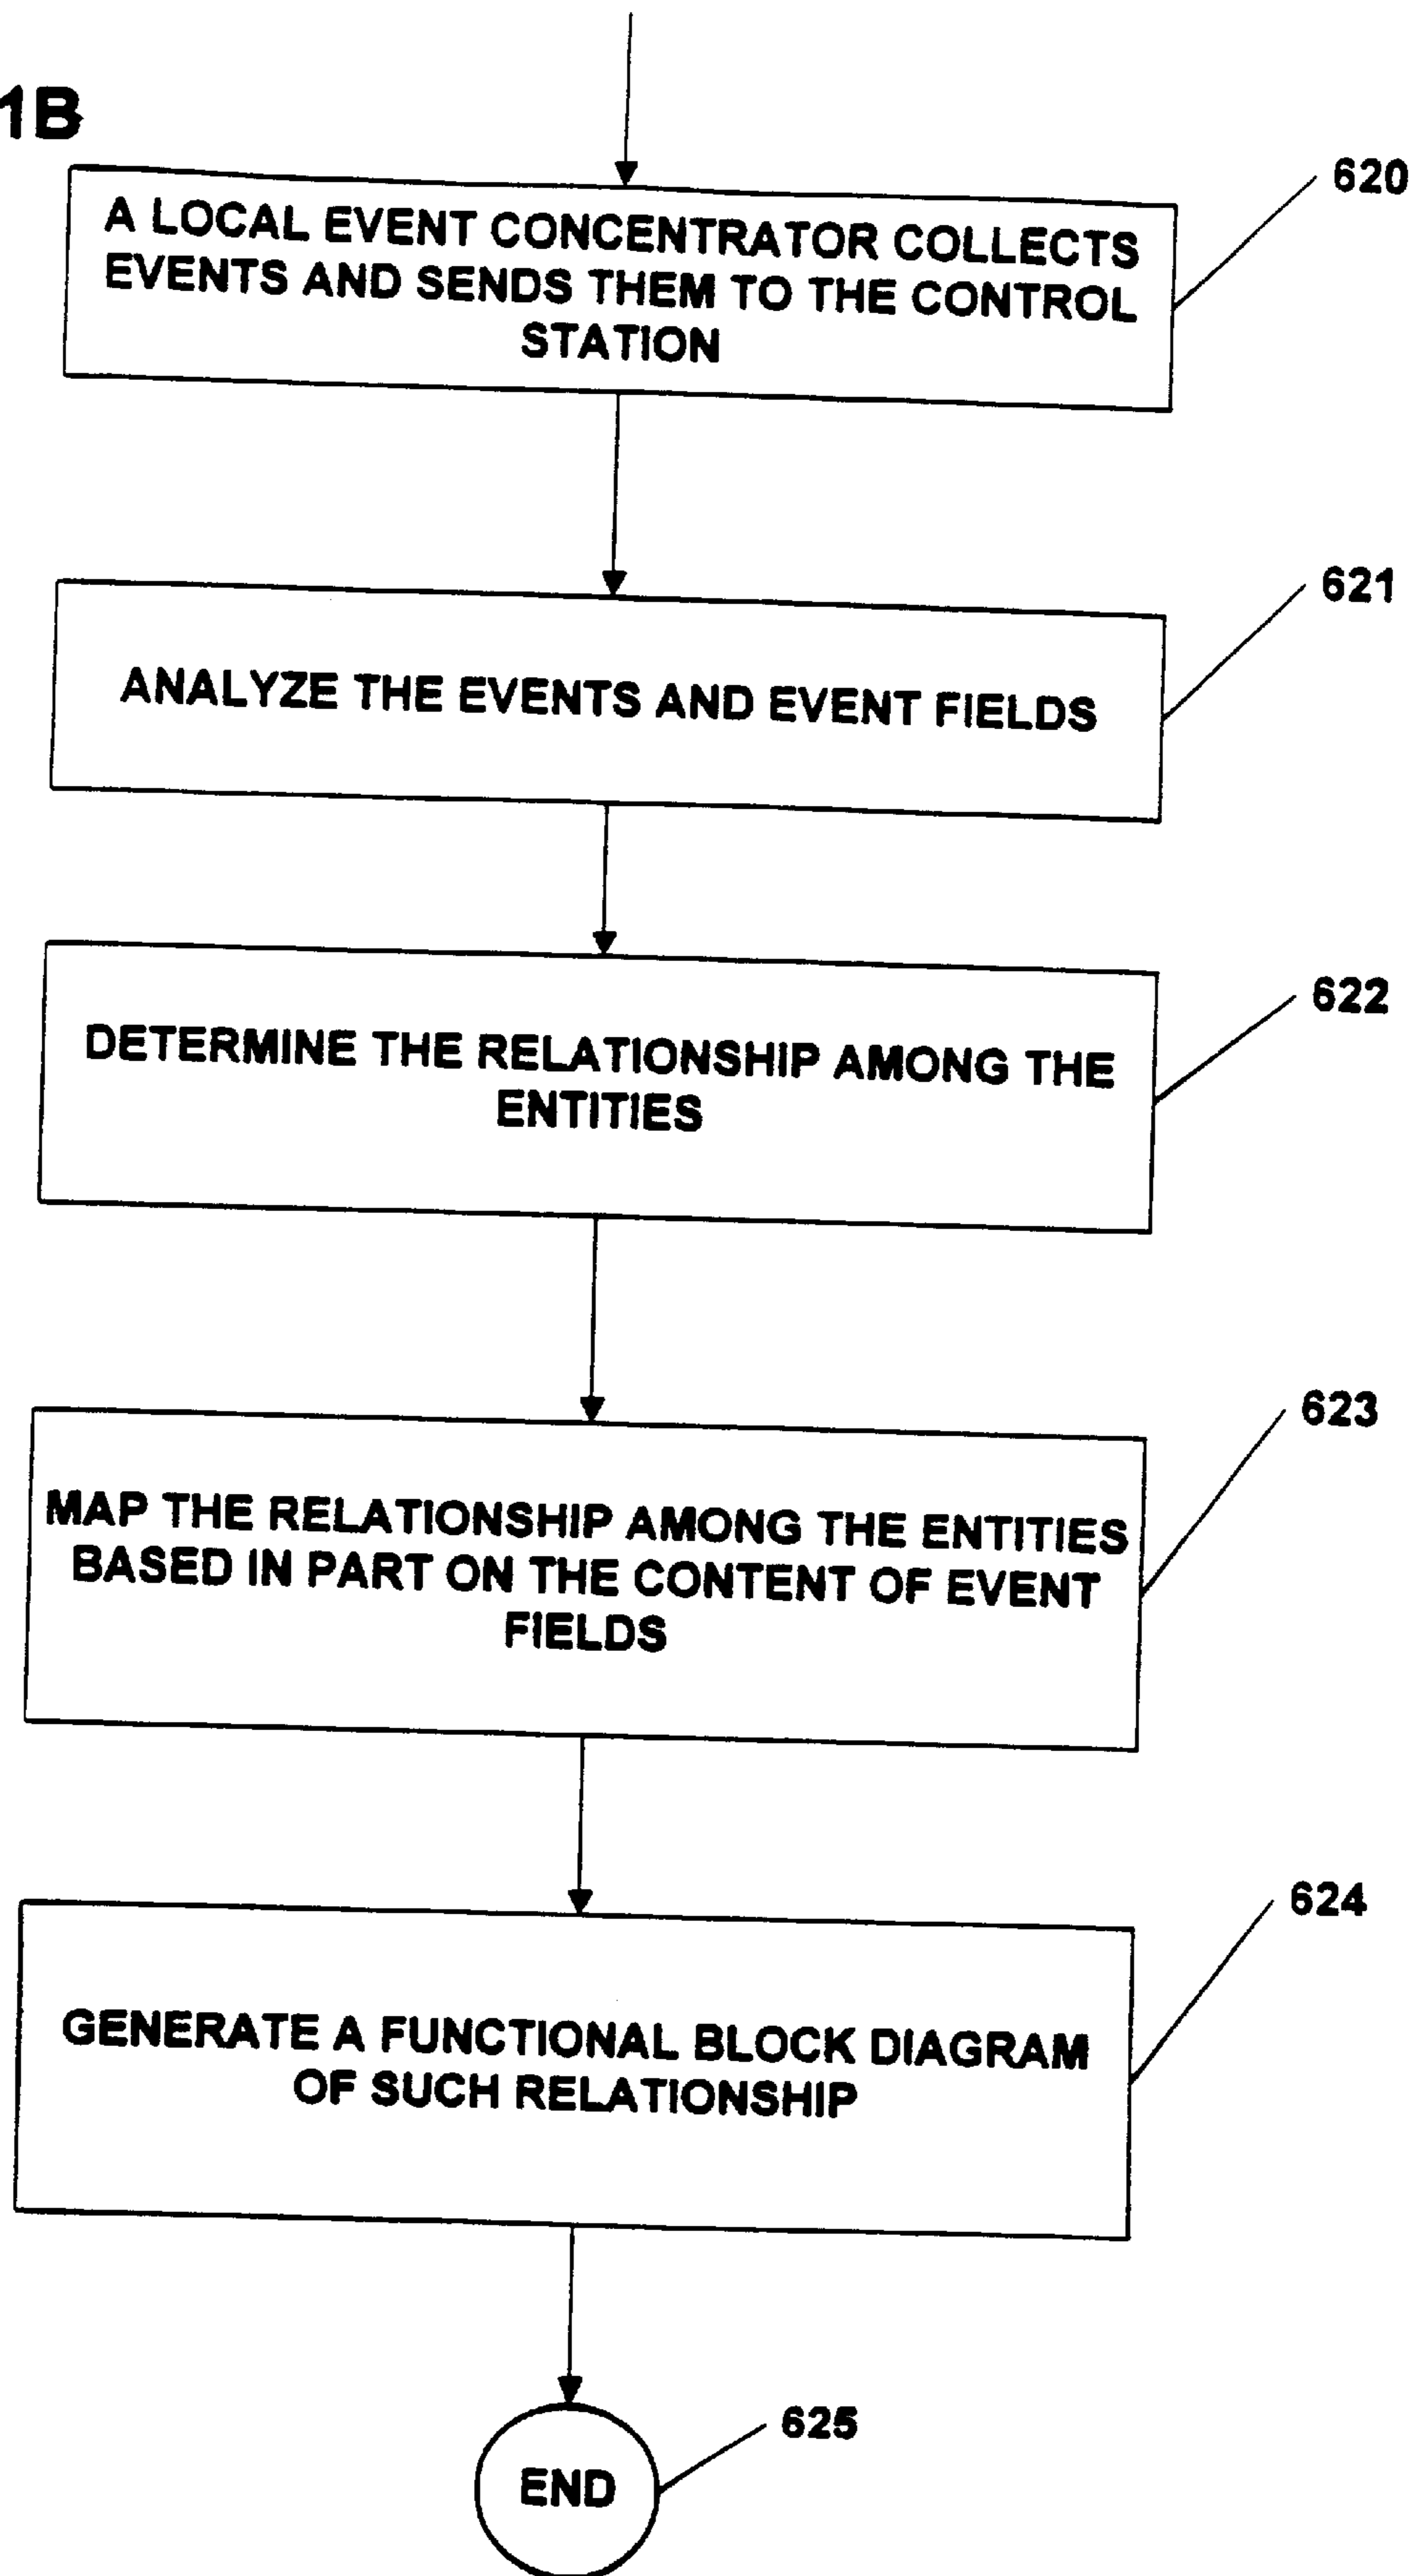 1B
620
A LOCAL EVENT CONCENTRATOR COLLECTS
EVENTS AND SENDS THEM TO THE CONTROL
STATION
621
ANALYZE THE EVENTS AND EVENT FIELDS
622
DETERMINE THE RELATIONSHIP AMONG THE
ENTITIES
623
MAP THE RELATIONSHIP AMONG THE ENTITIES
BASED IN PART ON THE CONTENT OF EVENT
FIELDS
624
GENERATE A FUNCTIONAL BLOCK DIAGRAM
OF SUCH RELATIONSHIP
625
END